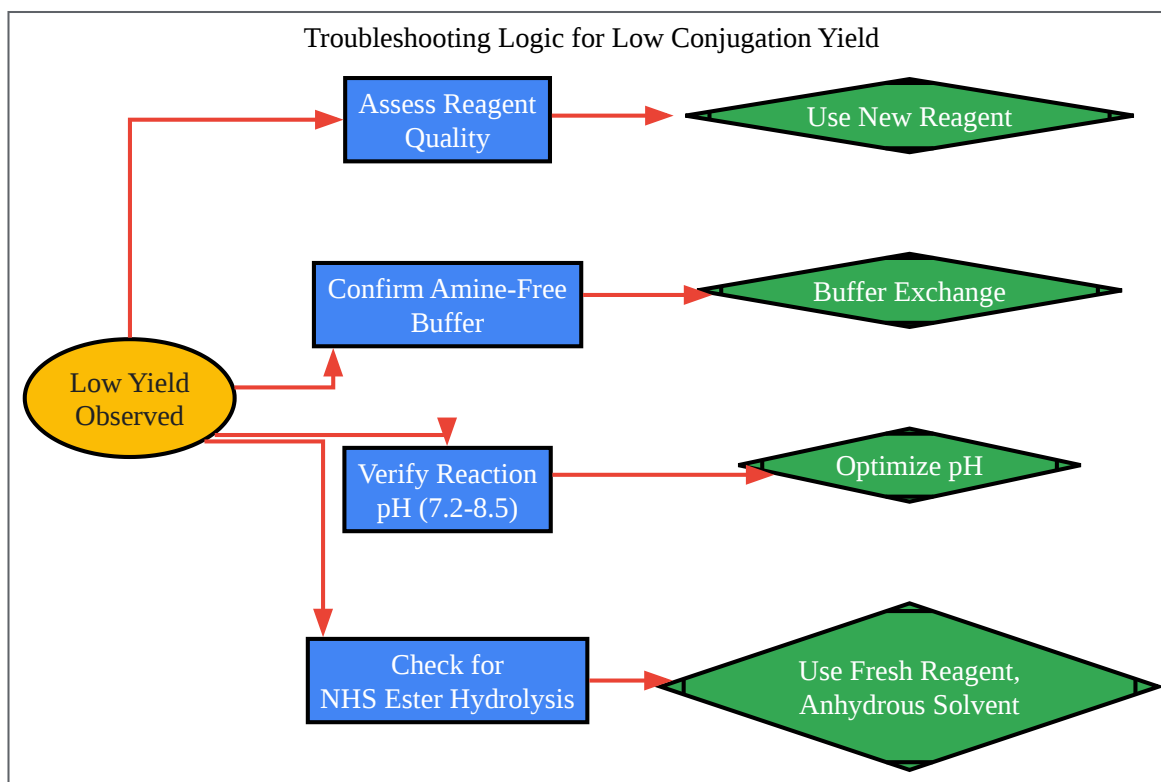 Troubleshooting Logic for Low Conjugation Yield
Assess Reagent
Quality
Use New Reagent
Confirm Amine-Free
Buffer
Buffer Exchange
Low Yield
Observed
Verify Reaction
pH (7.2-8.5)
Optimize pH
Check for
NHS Ester Hydrolysis
Use Fresh Reagent,
Anhydrous Solvent